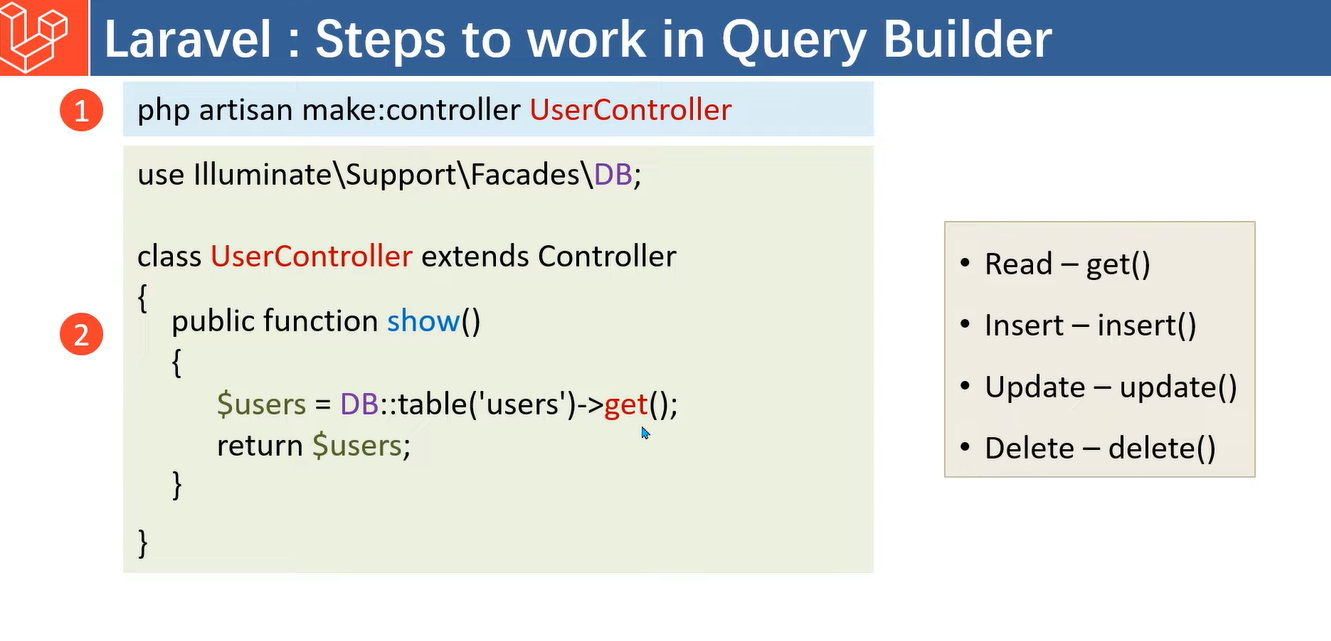 Laravel : Steps to work in Query Builder
1
php artisan make:controller UserController
2
use Illuminate\Support\Facades\DB;
class UserController extends Controller
{
public function show()
{
$users = DB::table('users')->get();
return $users;
}
}
• Read – get()
• Insert – insert()
• Update – update()
• Delete – delete()